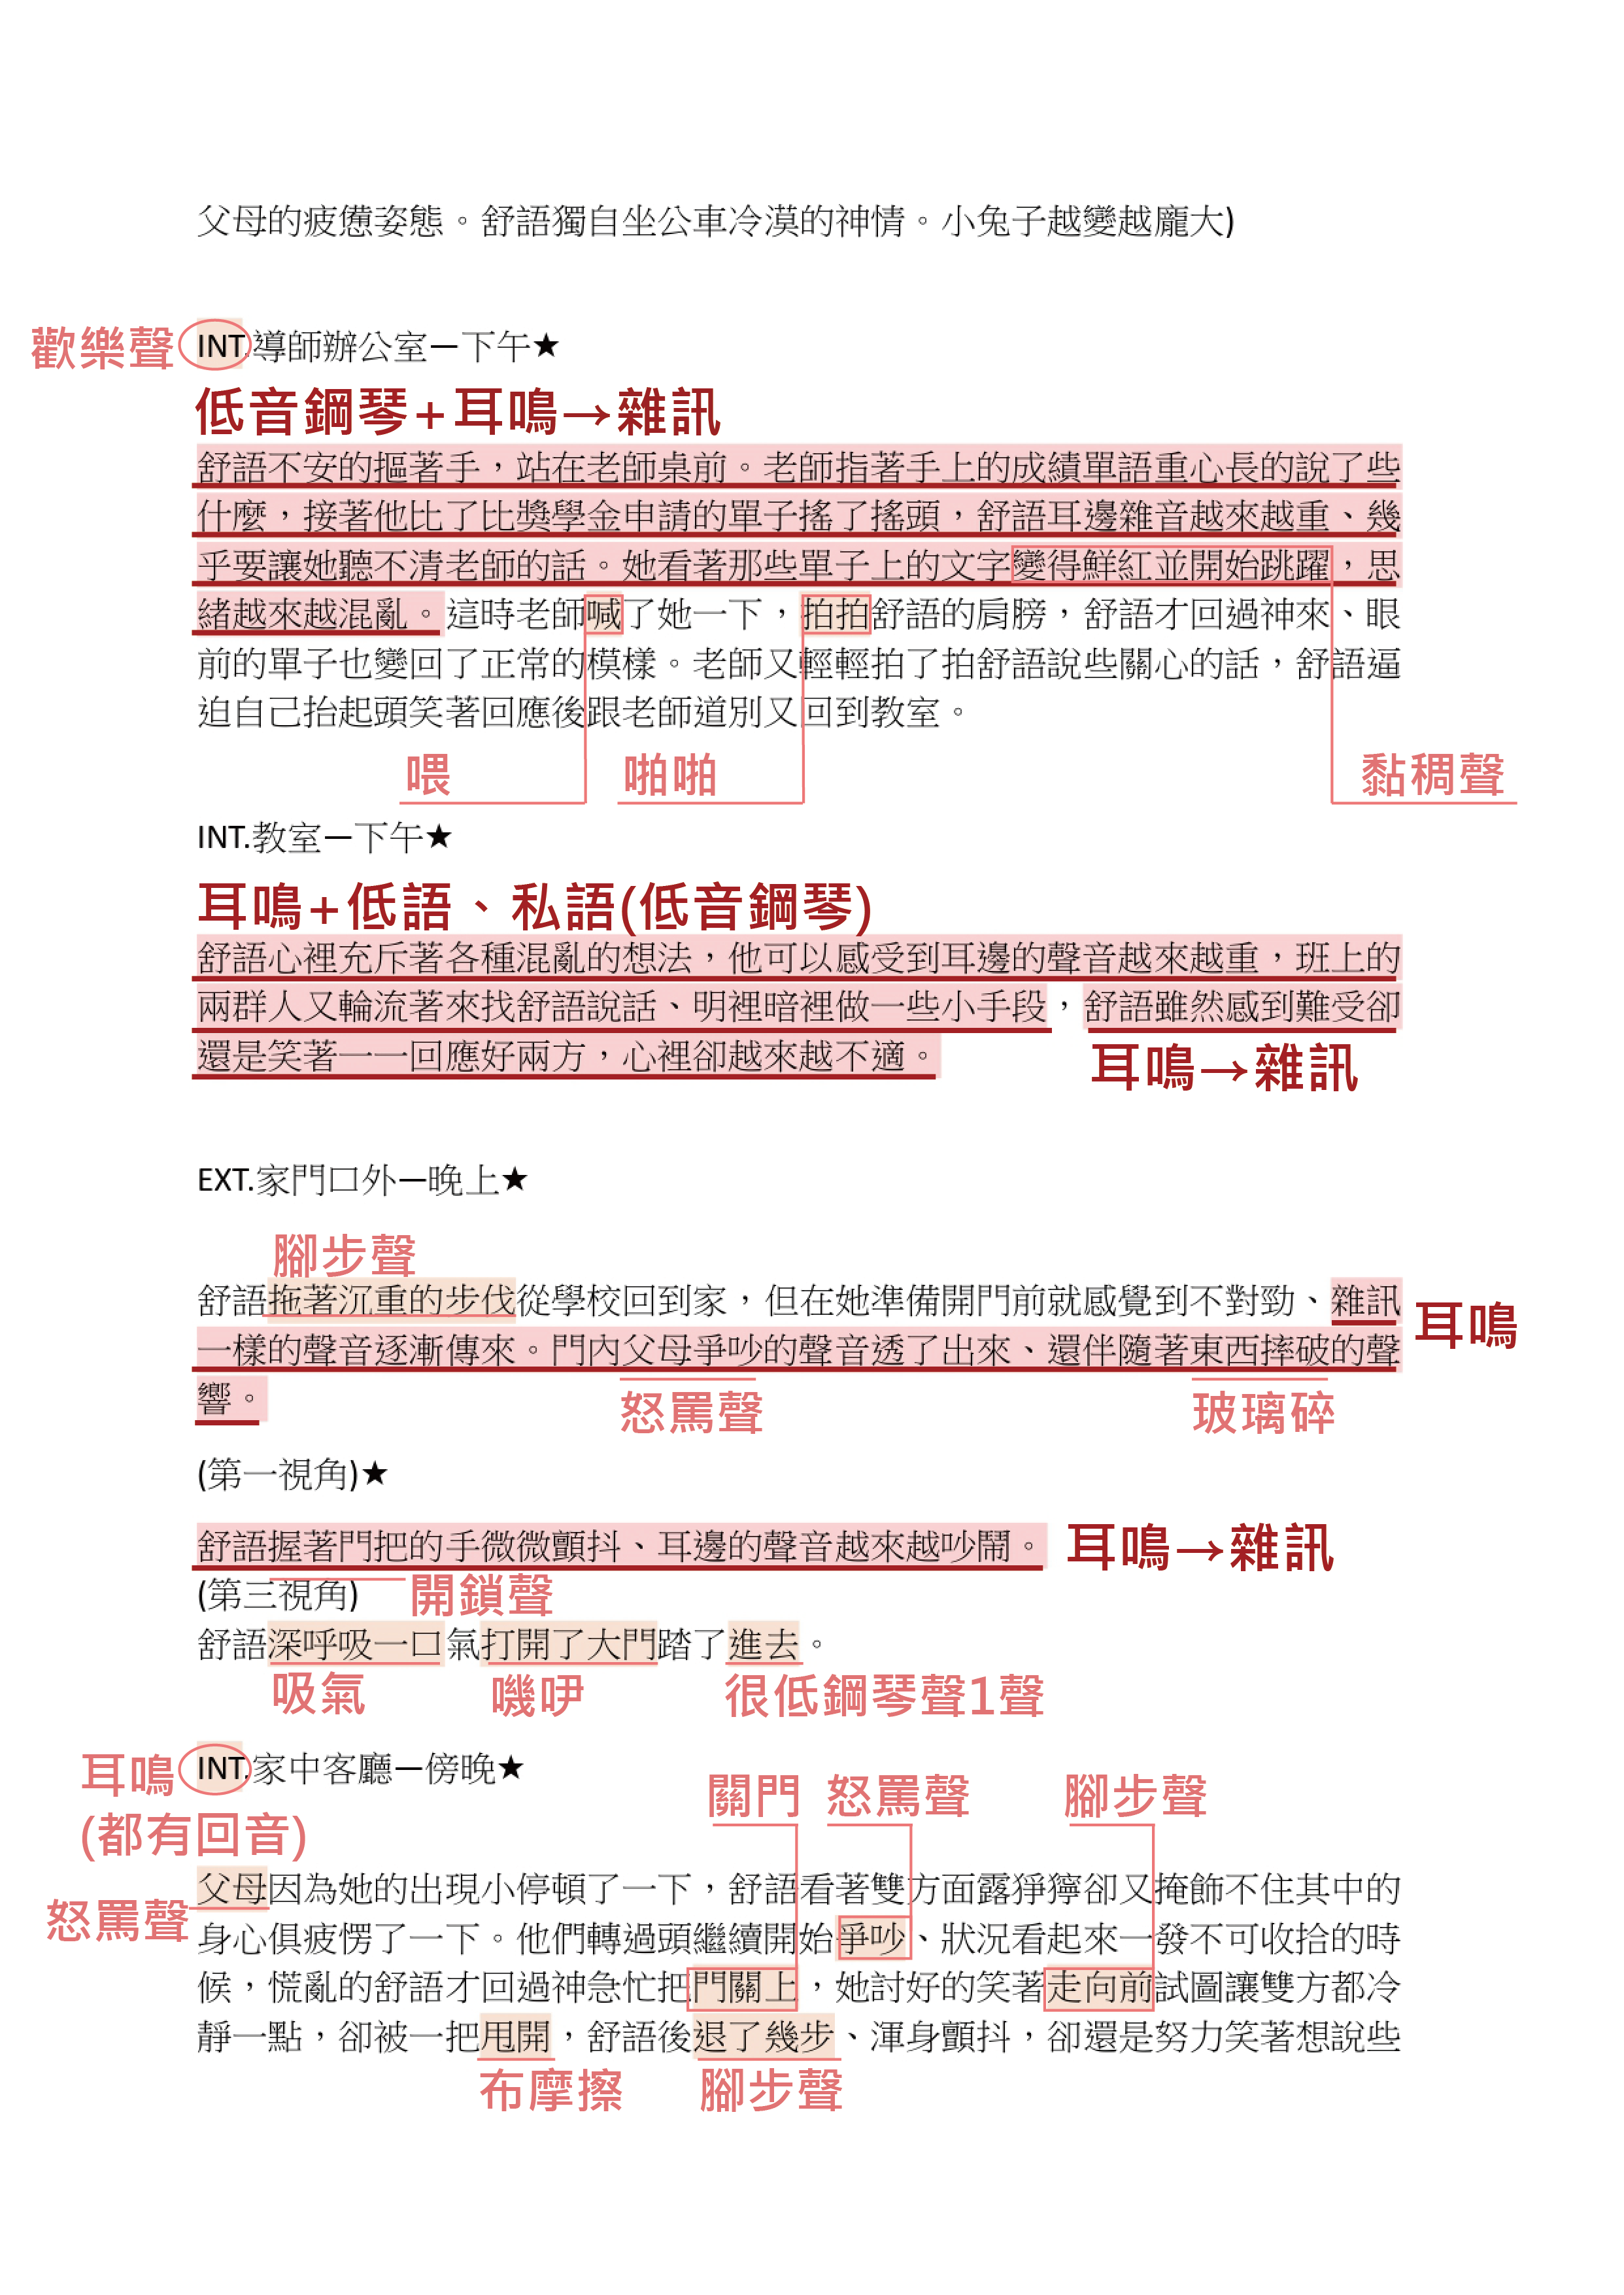 父母的疲憊姿態。舒語獨自坐公車冷漠的神情。小兔子越變越龐大)
歡樂聲
INT.導師辦公室—下午★
低音鋼琴+耳鳴→雜訊
舒語不安的摳著手，站在老師桌前。老師指著手上的成績單語重心長的說了些
什麼，接著他比了比獎學金申請的單子搖了搖頭，舒語耳邊雜音越來越重、幾
乎要讓她聽不清老師的話。她看著那些單子上的文字變得鮮紅並開始跳躍，思
緒越來越混亂。這時老師喊了她一下，拍拍舒語的肩膀，舒語才回過神來、眼
前的單子也變回了正常的模樣。老師又輕輕拍了拍舒語說些關心的話，舒語逼
迫自己抬起頭笑著回應後跟老師道別又回到教室。
喂
啪啪
黏稠聲
INT.教室—下午★
耳鳴+低語、私語(低音鋼琴)
舒語心裡充斥著各種混亂的想法，他可以感受到耳邊的聲音越來越重，班上的
兩群人又輪流著來找舒語說話、明裡暗裡做一些小手段，舒語雖然感到難受卻
還是笑著一一回應好兩方，心裡卻越來越不適。
耳鳴→雜訊
EXT.家門口外—晚上★
腳步聲
舒語拖著沉重的步伐從學校回到家，但在她準備開門前就感覺到不對勁、雜訊
耳鳴
一樣的聲音逐漸傳來。門內父母爭吵的聲音透了出來、還伴隨著東西摔破的聲
響。
怒罵聲
玻璃碎
(第一視角)★
舒語握著門把的手微微顫抖、耳邊的聲音越來越吵鬧。
耳鳴→雜訊
(第三視角)
開鎖聲
舒語深呼吸一口氣打開了大門踏了進去。
吸氣
嘰咿
很低鋼琴聲1聲
耳鳴
INT.家中客廳—傍晚★
(都有回音)
關門
怒罵聲
腳步聲
父母因為她的出現小停頓了一下，舒語看著雙方面露猙獰卻又掩飾不住其中的
怒罵聲
身心俱疲愣了一下。他們轉過頭繼續開始爭吵、狀況看起來一發不可收拾的時
候，慌亂的舒語才回過神急忙把門關上，她討好的笑著走向前試圖讓雙方都冷
靜一點，卻被一把甩開，舒語後退了幾步、渾身顫抖，卻還是努力笑著想說些
布摩擦
腳步聲